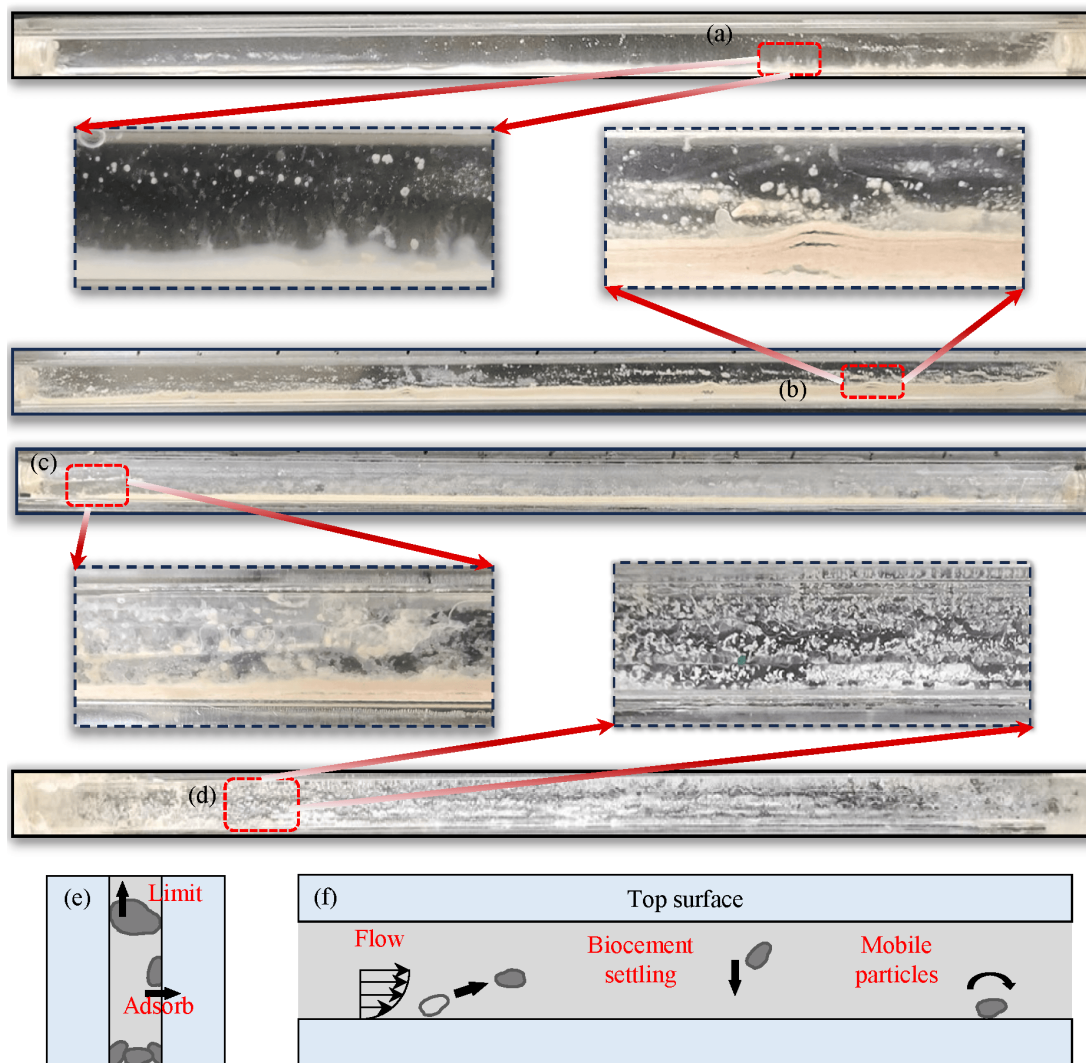 (a)
(b)
(c)
(d)
(e)
Limit
Adsorb
(f)
Top surface
Flow
Biocement
settling
Mobile
particles